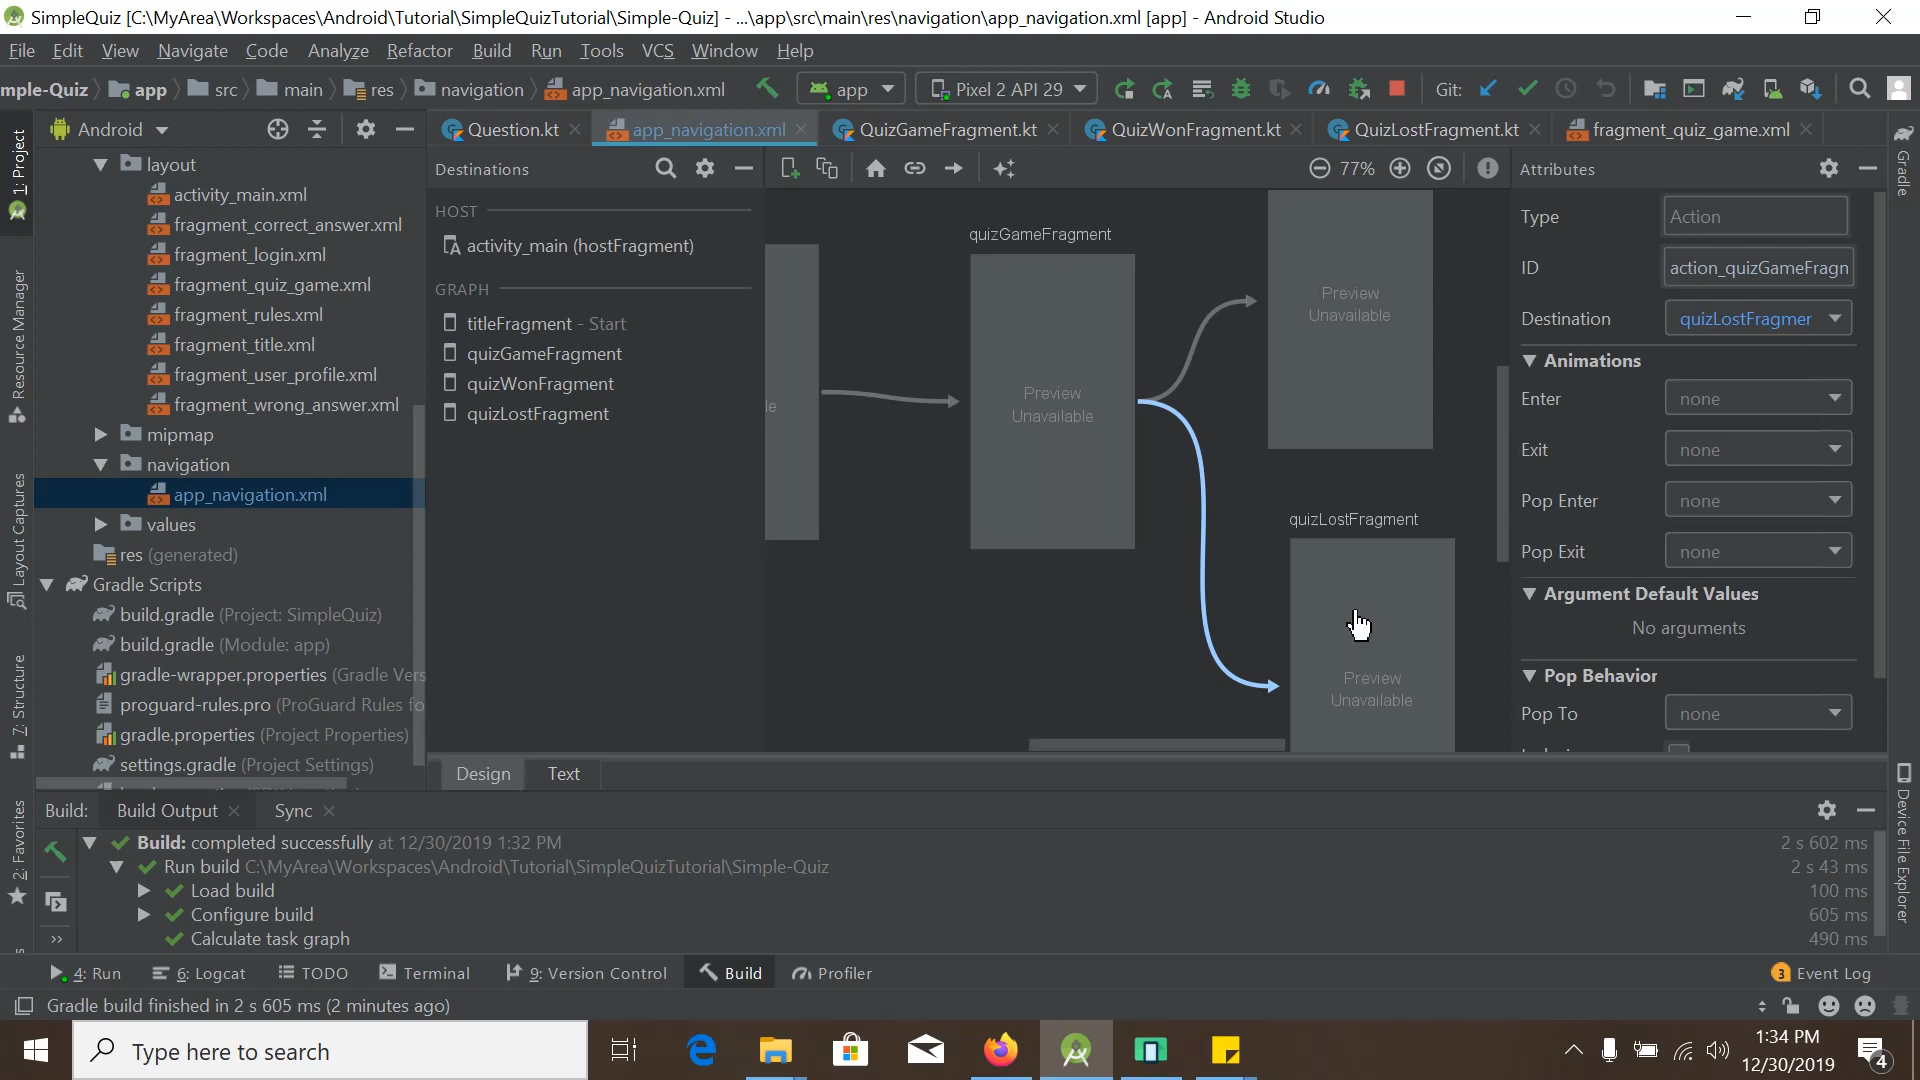 SimpleQuiz [C:\MyArea\Workspaces\Android\Tutorial\SimpleQuizTutorial\Simple-Quiz] - ...\app\src\main\res\navigation\app_navigation.xml [app] - Android Studio
File Edit View Navigate Code Analyze Refactor Build Run Tools VCS Window Help
mple-Quiz app src main res navigation app_navigation.xml app Pixel 2 API 29 Git:
Android Question.kt app_navigation.xml QuizGameFragment.kt QuizWonFragment.kt QuizLostFragment.kt fragment_quiz_game.xml
1: Project
Resource Manager
Layout Captures
7: Structure
2: Favorites
layout
activity_main.xml
fragment_correct_answer.xml
fragment_login.xml
fragment_quiz_game.xml
fragment_rules.xml
fragment_title.xml
fragment_user_profile.xml
fragment_wrong_answer.xml
mipmap
navigation
app_navigation.xml
values
res (generated)
Gradle Scripts
build.gradle (Project: SimpleQuiz)
build.gradle (Module: app)
gradle-wrapper.properties (Gradle Vers
proguard-rules.pro (ProGuard Rules fo
gradle.properties (Project Properties)
settings.gradle (Project Settings)
Destinations
HOST
activity_main (hostFragment)
GRAPH
titleFragment - Start
quizGameFragment
quizWonFragment
quizLostFragment
77%
le
quizGameFragment
Preview
Unavailable
Preview
Unavailable
quizLostFragment
Preview
Unavailable
Design Text
Attributes
Type Action
ID action_quizGameFragn
Destination quizLostFragmer
Animations
Enter none
Exit none
Pop Enter none
Pop Exit none
Argument Default Values
No arguments
Pop Behavior
Pop To none
Gradle
Device File Explorer
Build: Build Output Sync
Build: completed successfully at 12/30/2019 1:32 PM 2 s 602 ms
Run build C:\MyArea\Workspaces\Android\Tutorial\SimpleQuizTutorial\Simple-Quiz 2 s 43 ms
Load build 100 ms
Configure build 605 ms
Calculate task graph 490 ms
4: Run 6: Logcat TODO Terminal 9: Version Control Build Profiler 3 Event Log
Gradle build finished in 2 s 605 ms (2 minutes ago)
Type here to search
1:34 PM
12/30/2019
4